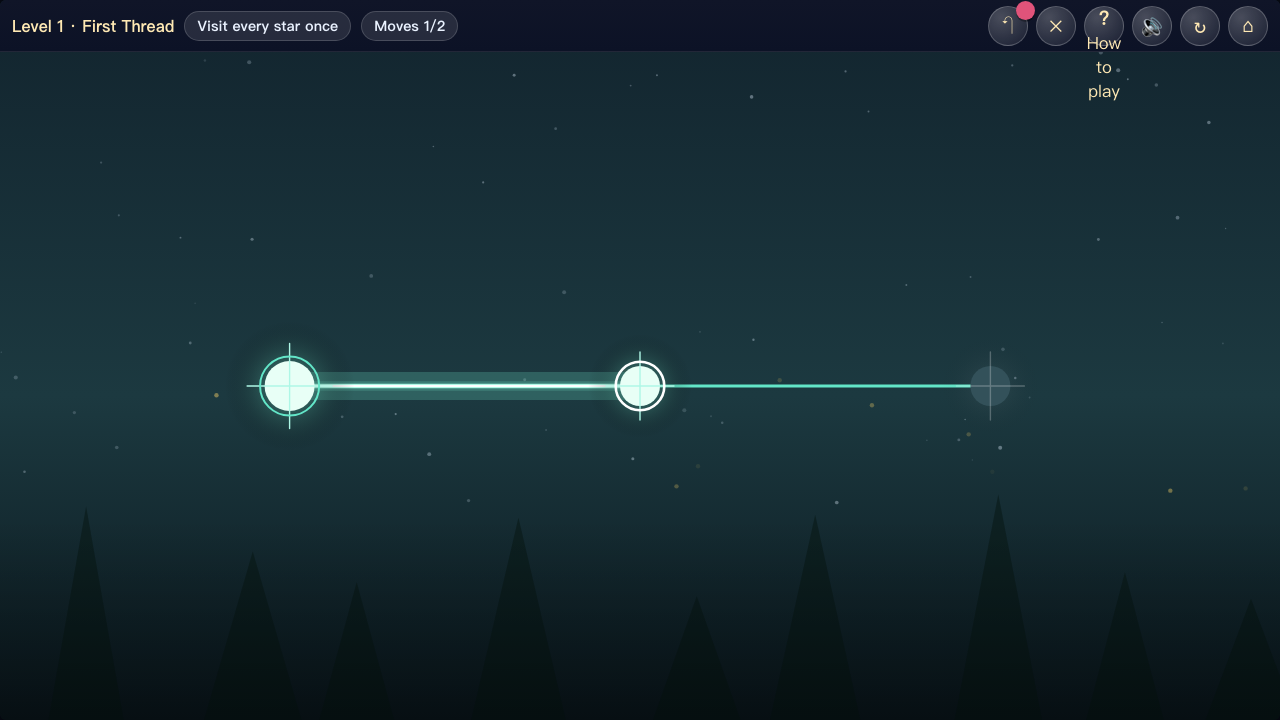 Level 1 · First Thread
Visit every star once
Moves 1/2
?
How
to
play